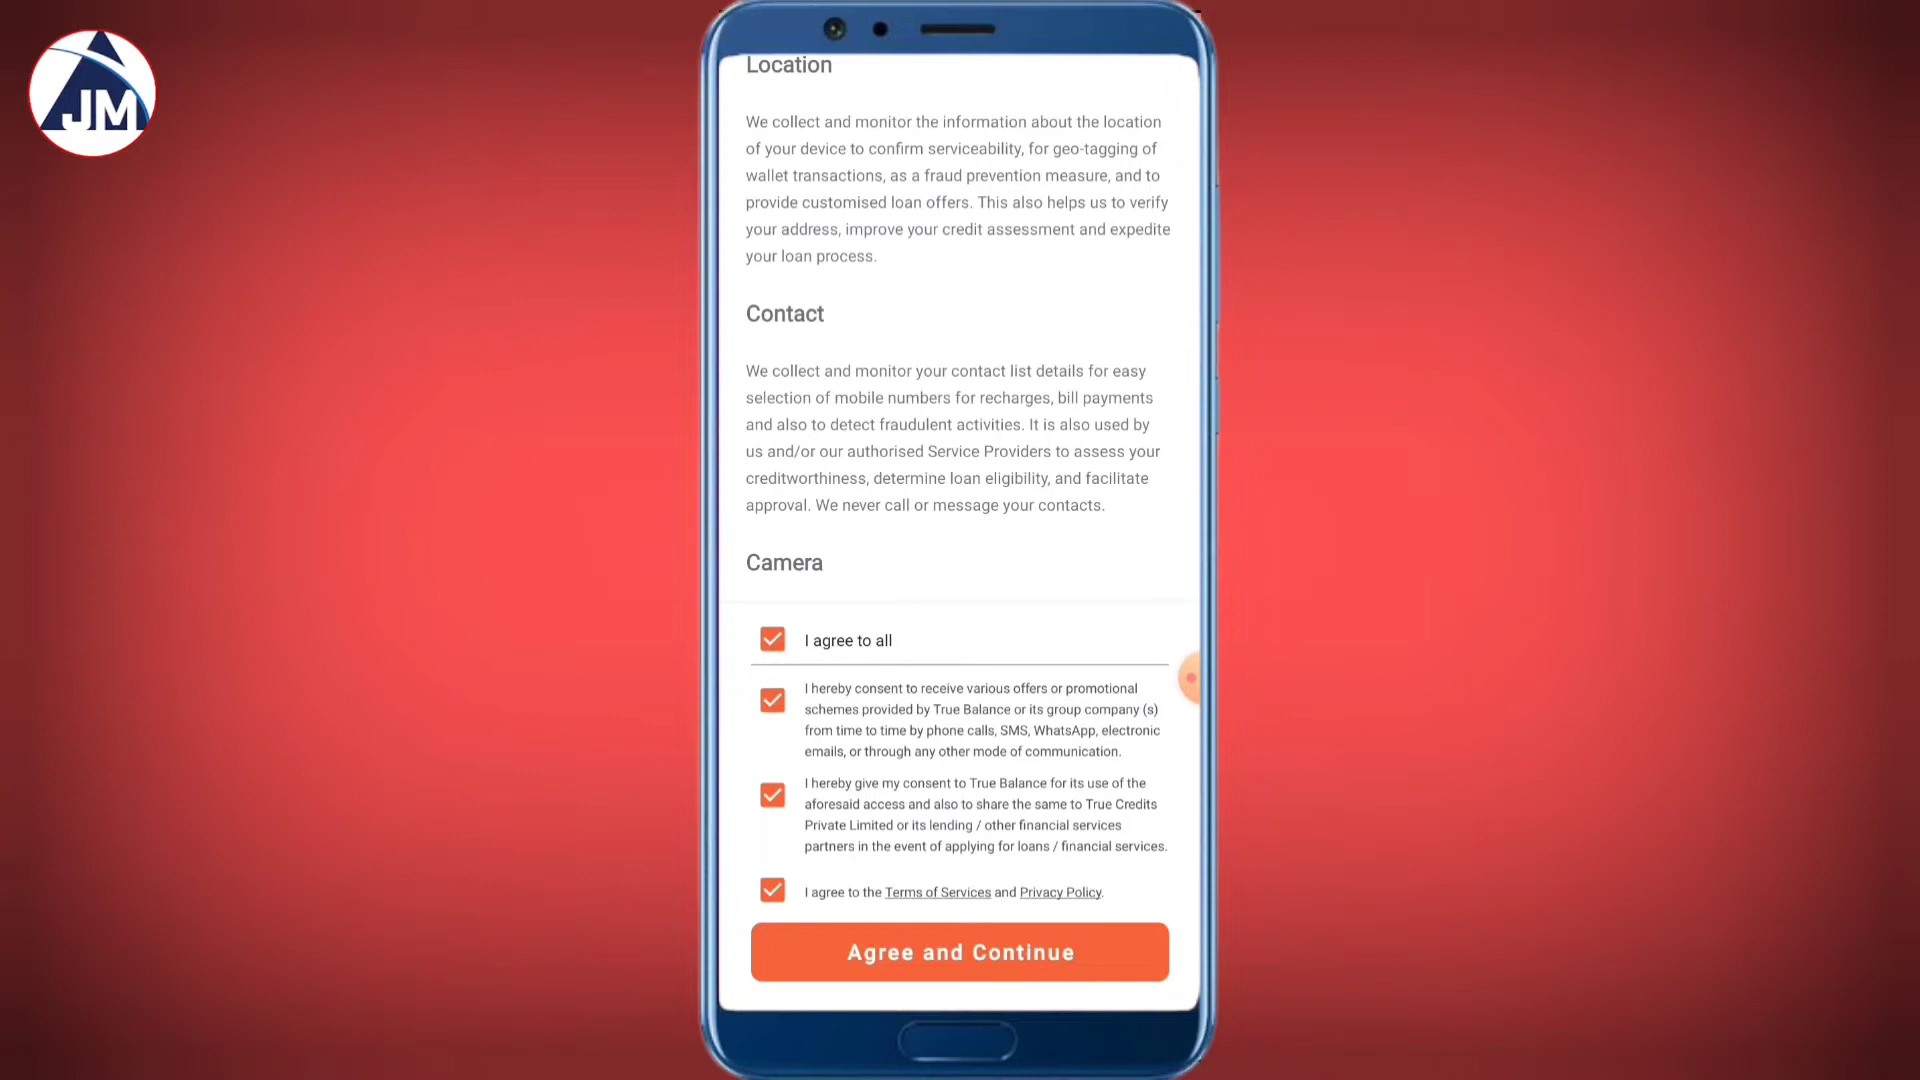 JM
Location
We collect and monitor the information about the location
of your device to confirm serviceability, for geo-tagging of
wallet transactions, as a fraud prevention measure, and to
provide customised loan offers. This also helps us to verify
your address, improve your credit assessment and expedite
your loan process.
Contact
We collect and monitor your contact list details for easy
selection of mobile numbers for recharges, bill payments
and also to detect fraudulent activities. It is also used by
us and/or our authorised Service Providers to assess your
creditworthiness, determine loan eligibility, and facilitate
approval. We never call or message your contacts.
Camera
I agree to all
I hereby consent to receive various offers or promotional
schemes provided by True Balance or its group company (s)
from time to time by phone calls, SMS, WhatsApp, electronic
emails, or through any other mode of communication.
I hereby give my consent to True Balance for its use of the
aforesaid access and also to share the same to True Credits
Private Limited or its lending / other financial services
partners in the event of applying for loans / financial services.
I agree to the Terms of Services and Privacy Policy.
Agree and Continue